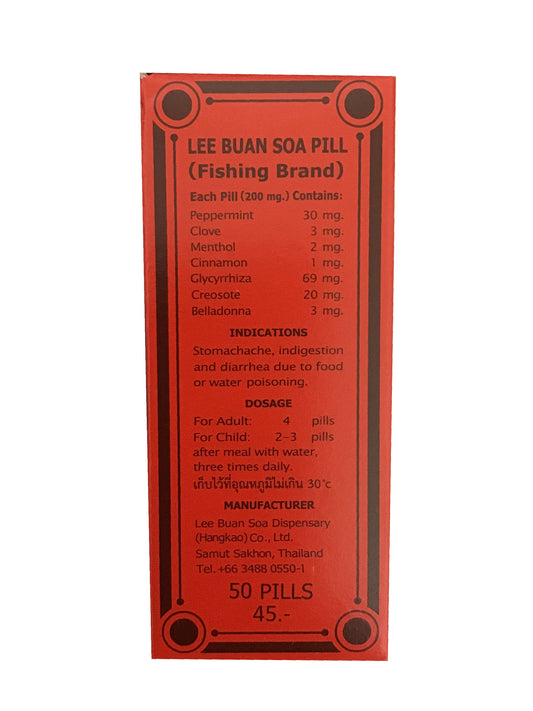 LEE BUAN SOA PILL
(Fishing Brand)
Each Pill (200 mg.) Contains:
Peppermint 30 mg.
Clove 3 mg.
Menthol 2 mg.
Cinnamon 1 mg.
Glycyrrhiza 69 mg.
Creosote 20 mg.
Belladonna 3 mg.
INDICATIONS
Stomachache, indigestion
and diarrhea due to food
or water poisoning.
DOSAGE
For Adult: 4 pills
For Child: 2-3 pills
after meal with water,
three times daily.
เก็บไว้ที่อุณหภูมิไม่เกิน 30°c
MANUFACTURER
Lee Buan Soa Dispensary
(Hangkao) Co., Ltd.
Samut Sakhon, Thailand
Tel. +66 3488 0550-1
50 PILLS
45.-